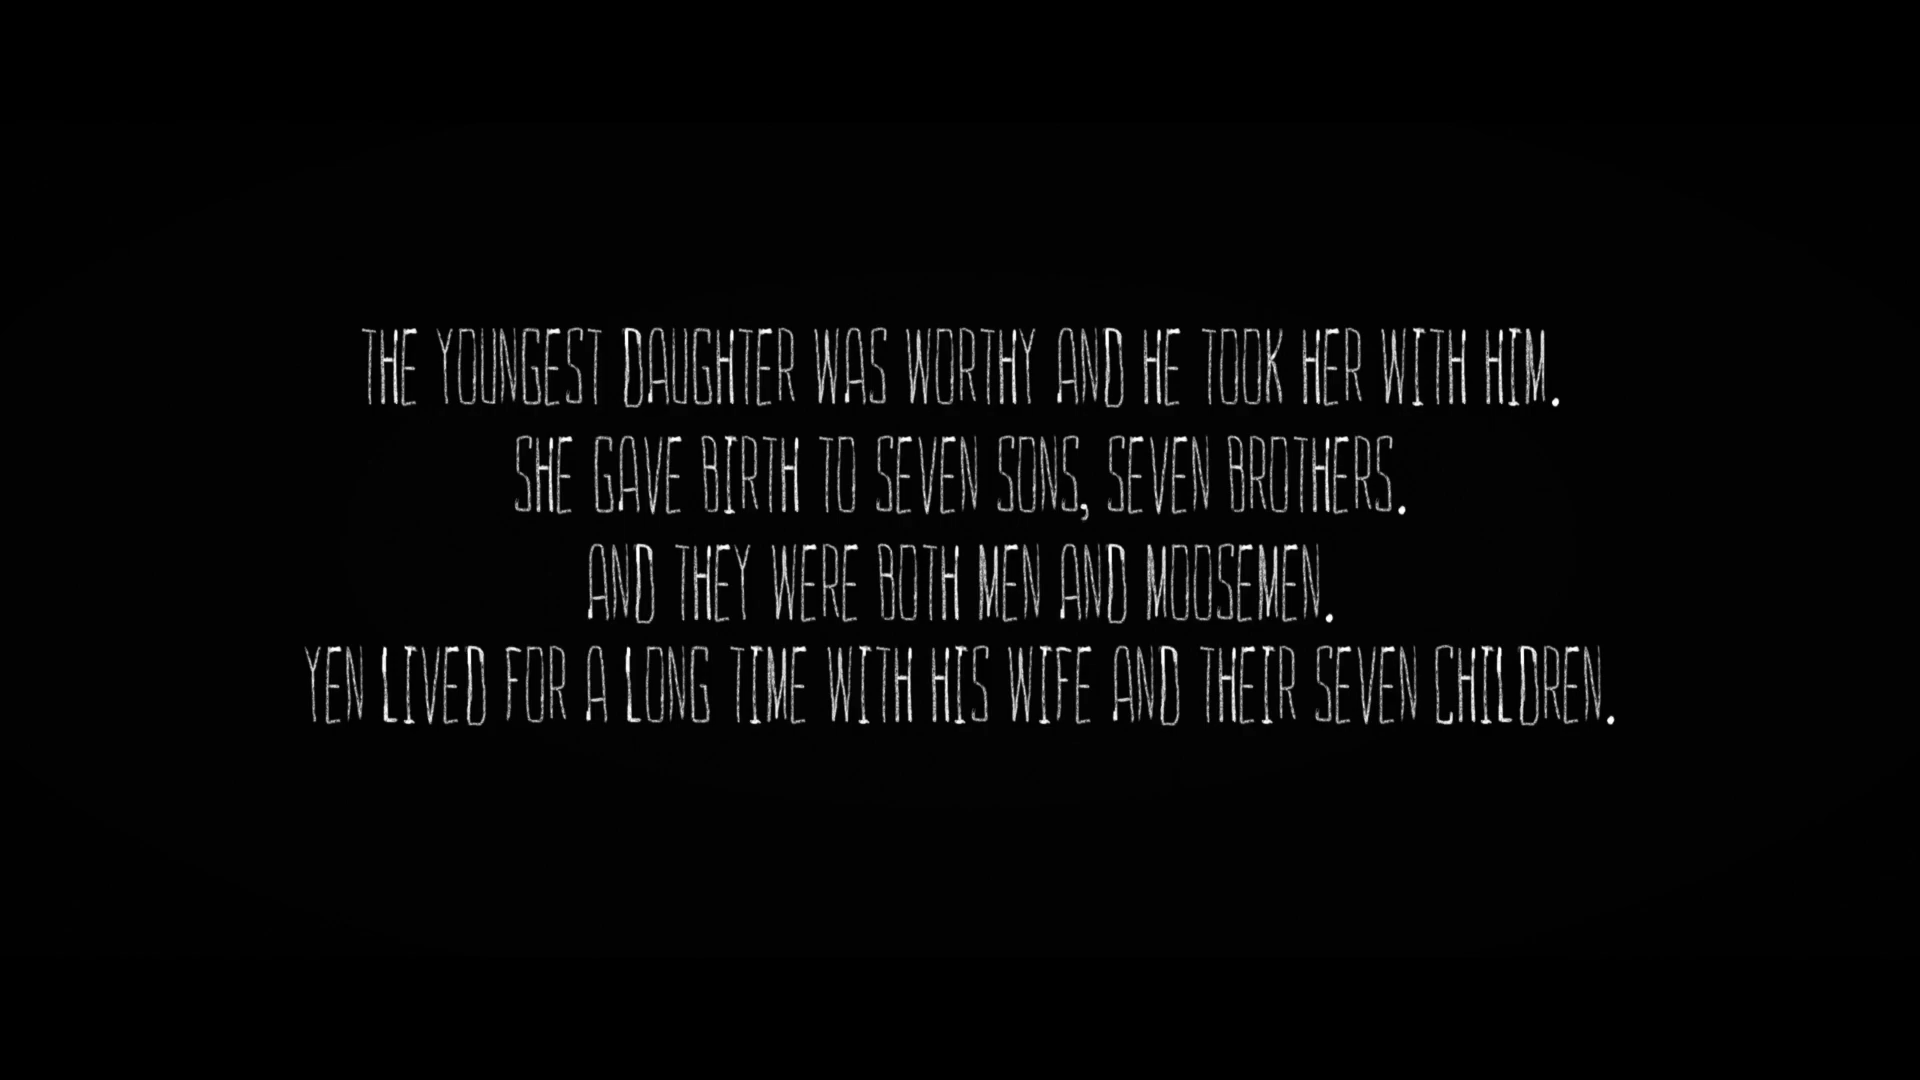 THE YOUNGEST DAUGHTER WAS WORTHY AND HE TOOK HER WITH HIM.
SHE GAVE BIRTH TO SEVEN SONS, SEVEN BROTHERS.
AND THEY WERE BOTH MEN AND MOOSEMEN.
YEN LIVED FOR A LONG TIME WITH HIS WIFE AND THEIR SEVEN CHILDREN.